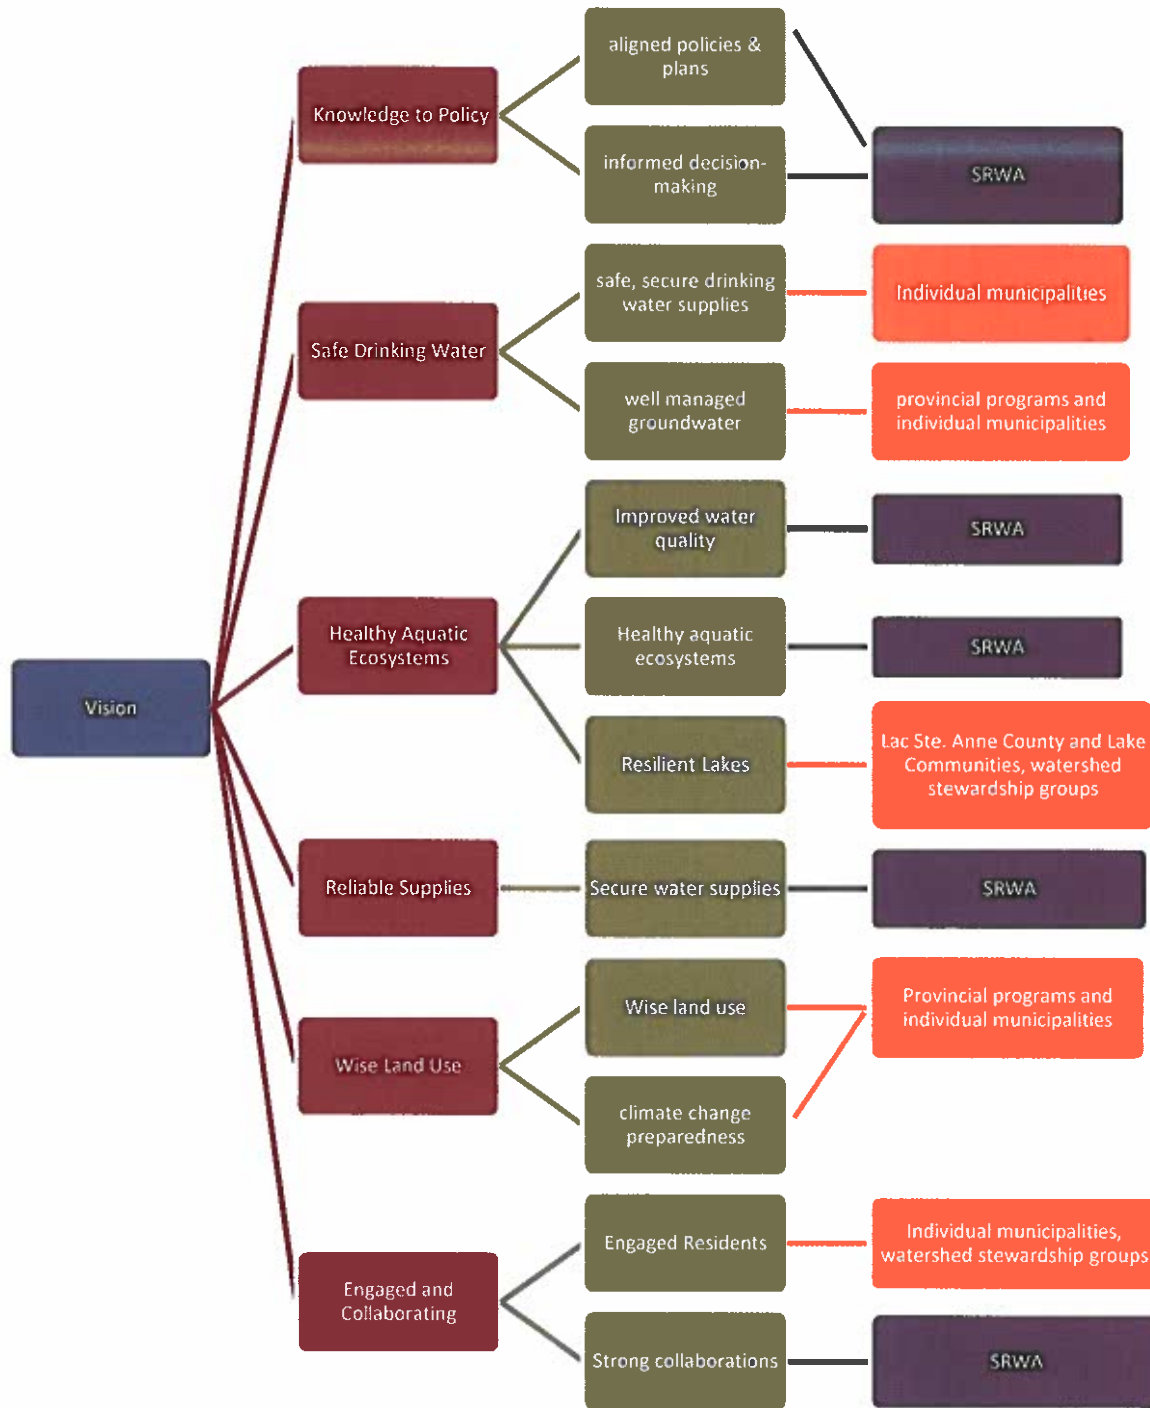 aligned policies &
plans
Knowledge to Policy
informed decision-
making
SRWA
safe, secure drinking
water supplies
Individual municipalities
Safe Drinking Water
well managed
groundwater
provincial programs and
individual municipalities
Improved water
quality
SRWA
Healthy Aquatic
Ecosystems
Healthy aquatic
ecosystems
SRWA
Vision
Resilient Lakes
Lac Ste. Anne County and Lake
Communities, watershed
stewardship groups
Reliable Supplies
Secure water supplies
SRWA
Wise land use
Provincial programs and
individual municipalities
Wise Land Use
climate change
preparedness
Engaged Residents
Individual municipalities,
watershed stewardship groups
Engaged and
Collaborating
Strong collaborations
SRWA